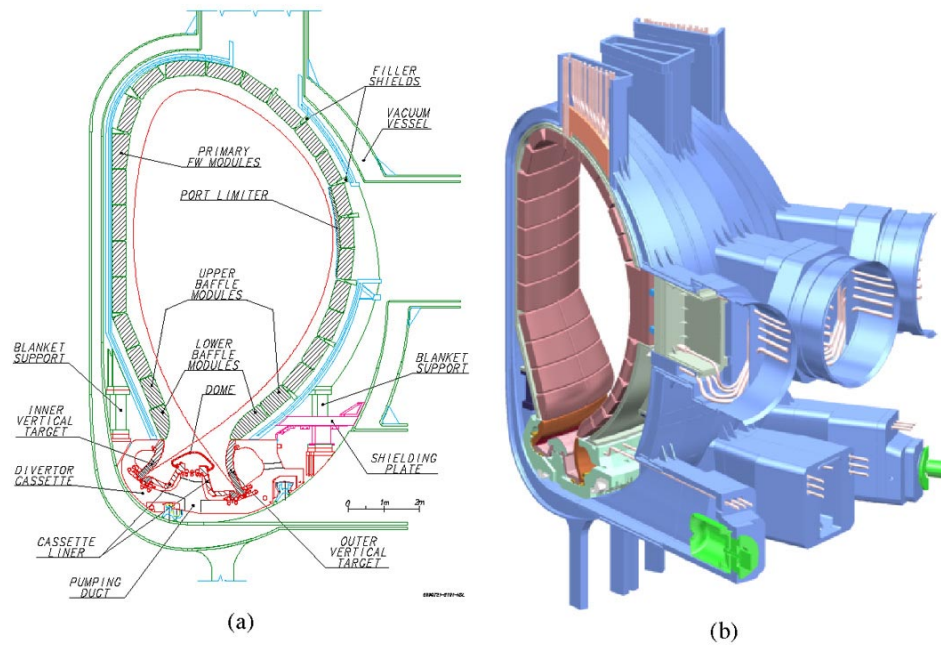 FILLER
SHIELDS
VACUUM
VESSEL
PRIMARY
FW MODULES
PORT LIMITER
UPPER
BAFFLE
MODULES
BLANKET
SUPPORT
LOWER
BAFFLE
MODULES
BLANKET
SUPPORT
DOME
INNER
VERTICAL
TARGET
SHIELDING
PLATE
DIVERTOR
CASSETTE
0 1m 2m
CASSETTE
LINER
OUTER
VERTICAL
TARGET
PUMPING
DUCT
(a)
(b)